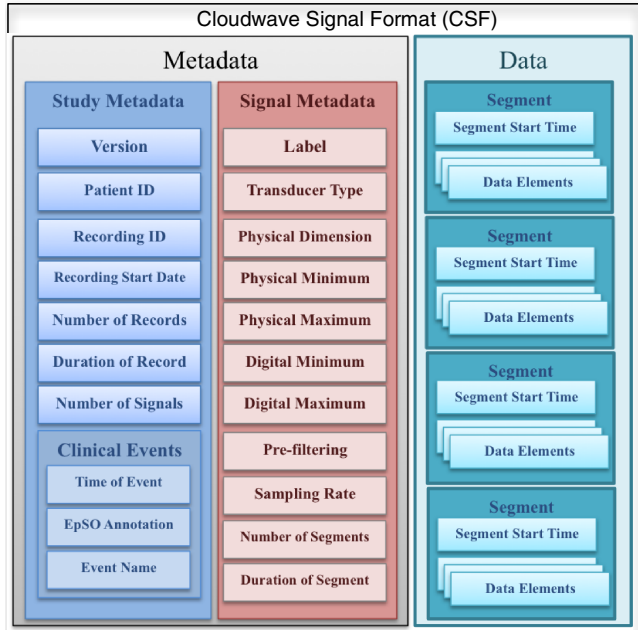 Cloudwave Signal Format (CSF)
Metadata
Study Metadata
Version
Patient ID
Recording ID
Recording Start Date
Number of Records
Duration of Record
Number of Signals
Clinical Events
Time of Event
EpSO Annotation
Event Name
Signal Metadata
Label
Transducer Type
Physical Dimension
Physical Minimum
Physical Maximum
Digital Minimum
Digital Maximum
Pre-filtering
Sampling Rate
Number of Segments
Duration of Segment
Data
Segment
Segment Start Time
Data Elements
Segment
Segment Start Time
Data Elements
Segment
Segment Start Time
Data Elements
Segment
Segment Start Time
Data Elements